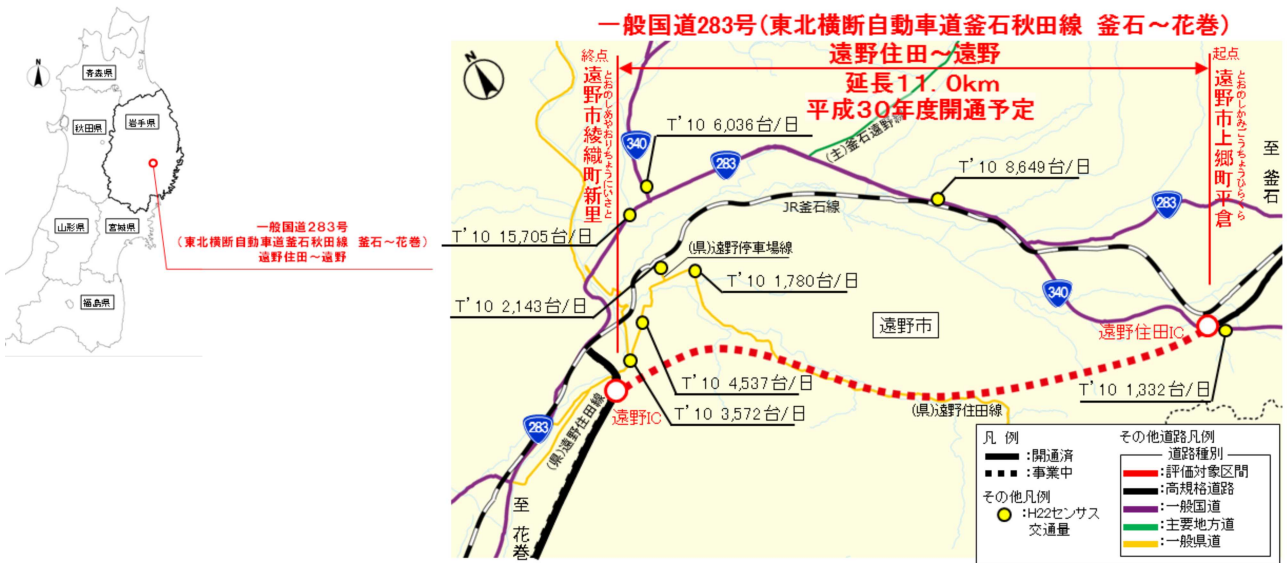 一般国道283号(東北横断自動車道釜石秋田線 釜石～花巻)
遠野住田～遠野
延長11.0km
平成30年度開通予定
終点
遠野市綾織町新里
とおのしあやおりちょうにいさと
起点
遠野市上郷町平倉
とおのしかみごうちょうひらくら
至 釜石
N
青森県
秋田県
岩手県
山形県
宮城県
福島県
一般国道283号
(東北横断自動車道釜石秋田線 釜石～花巻)
遠野住田～遠野
N
T'10 6,036台/日
340
283
(主)釜石遠野線
T'10 8,649台/日
283
JR釜石線
T'10 15,705台/日
(県)遠野停車場線
T'10 1,780台/日
T'10 2,143台/日
340
遠野市
遠野住田IC
T'10 4,537台/日
T'10 1,332台/日
遠野IC
T'10 3,572台/日
(県)遠野住田線
283
(県)遠野住田線
至 花巻
凡 例
:開通済
:事業中
その他凡例
:H22センサス
交通量
その他道路凡例
道路種別
:評価対象区間
:高規格道路
:一般国道
:主要地方道
:一般県道